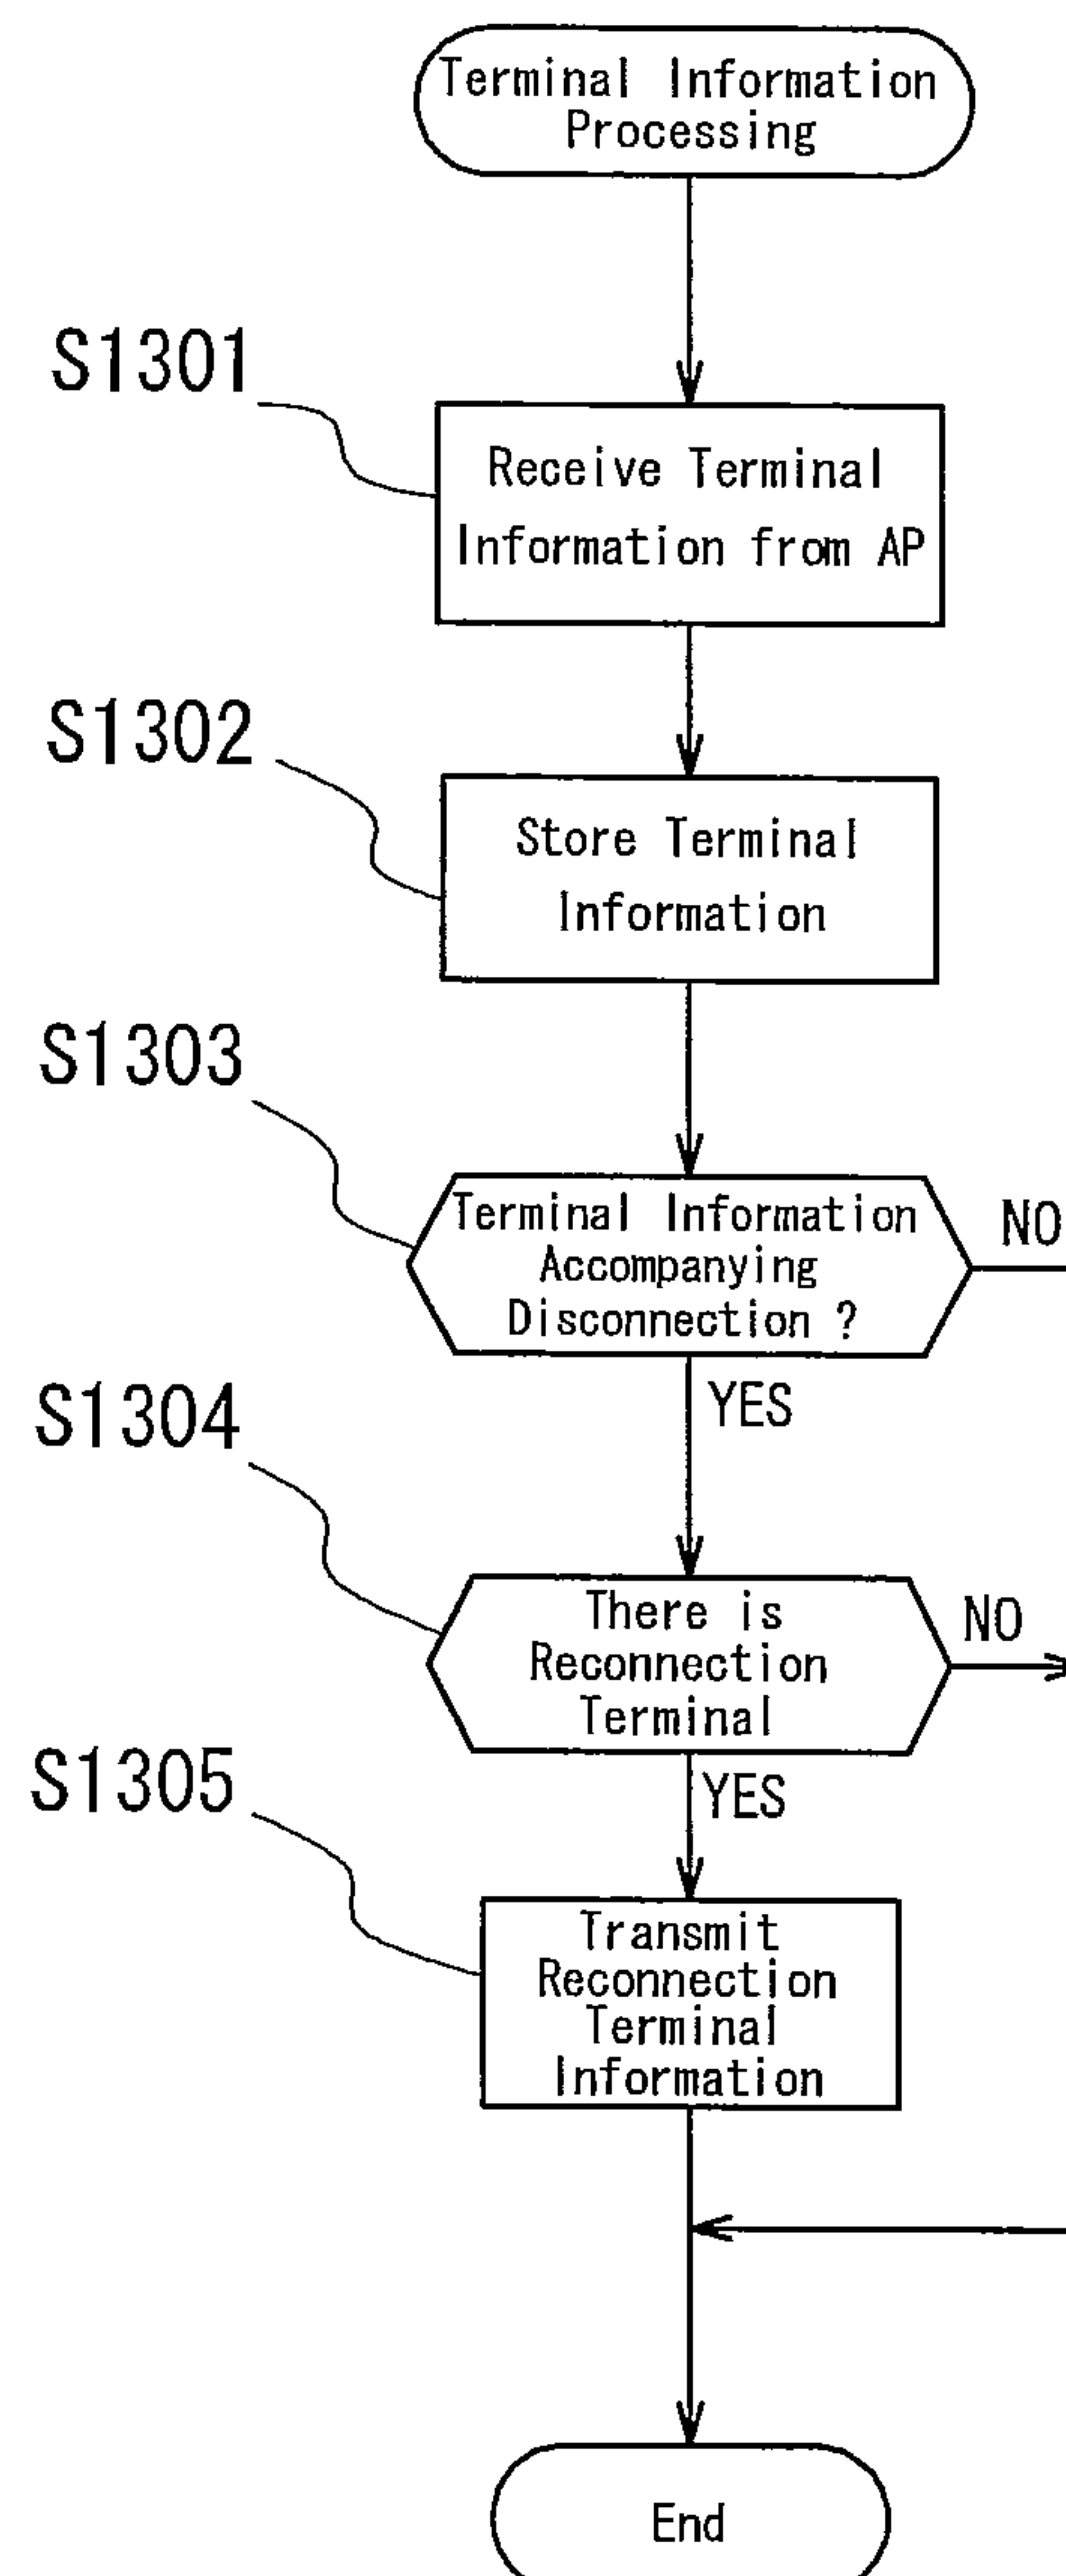 Terminal Information
Processing
S1301
Receive Terminal
Information from AP
S1302
Store Terminal
Information
S1303
Terminal Information
Accompanying
Disconnection ?
NO
YES
S1304
There is
Reconnection
Terminal
NO
YES
S1305
Transmit
Reconnection
Terminal
Information
End